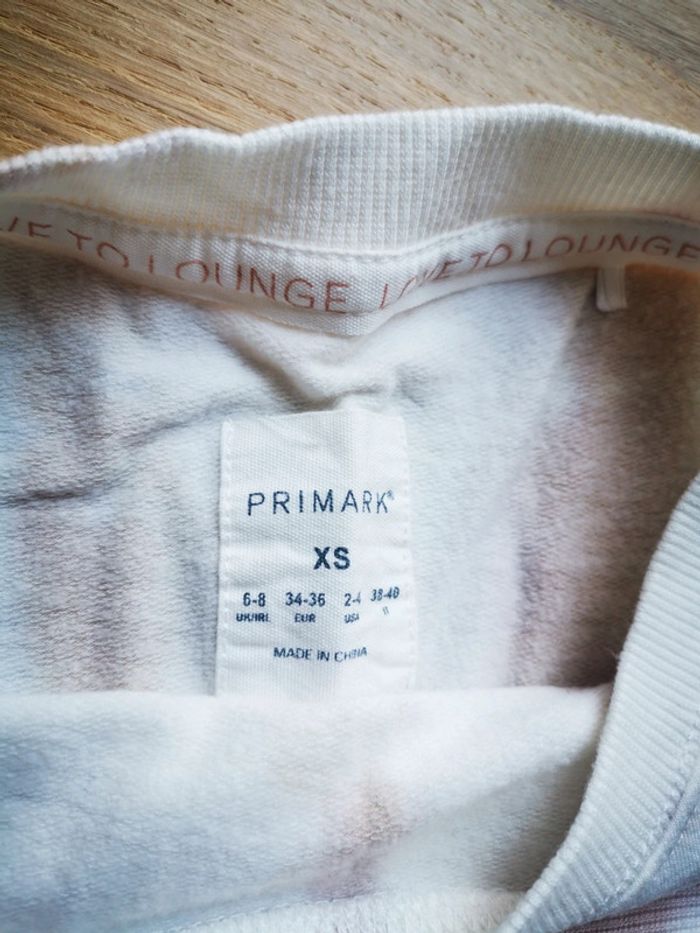 VE TO LOUNGE LOVE TO LOUNGE
PRIMARK®
XS
6-8 34-36 2-4 38-40
UK/IRL EUR USA
MADE IN CHINA